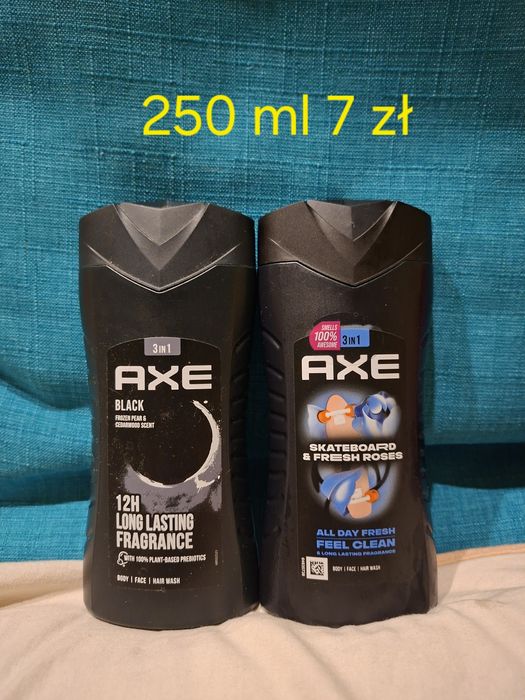 250 ml 7 zł
3 IN 1
AXE
BLACK
FROZEN PEAR &
CEDARWOOD SCENT
12H
LONG LASTING
FRAGRANCE
WITH 100% PLANT-BASED PREBIOTICS
BODY | FACE | HAIR WASH
SMELLS
100%
AWESOME
3 IN 1
AXE
SKATEBOARD
& FRESH ROSES
ALL DAY FRESH
FEEL CLEAN
& LONG LASTING FRAGRANCE
BODY | FACE | HAIR WASH